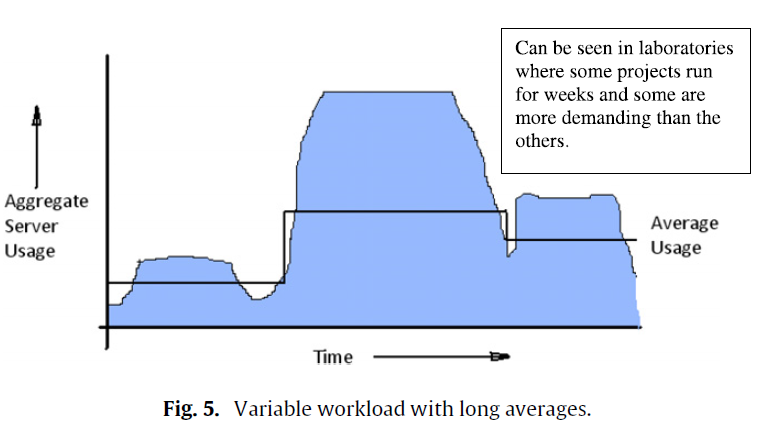 Can be seen in laboratories
where some projects run
for weeks and some are
more demanding than the
others.
Aggregate
Server
Usage
Average
Usage
Time
Fig. 5. Variable workload with long averages.